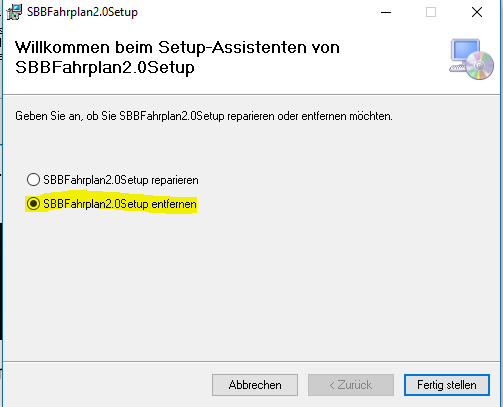 SBBFahrplan2.0Setup
Willkommen beim Setup-Assistenten von
SBBFahrplan2.0Setup
Geben Sie an, ob Sie SBBFahrplan2.0Setup reparieren oder entfernen möchten.
SBBFahrplan2.0Setup reparieren
SBBFahrplan2.0Setup entfernen
Abbrechen < Zurück Fertig stellen